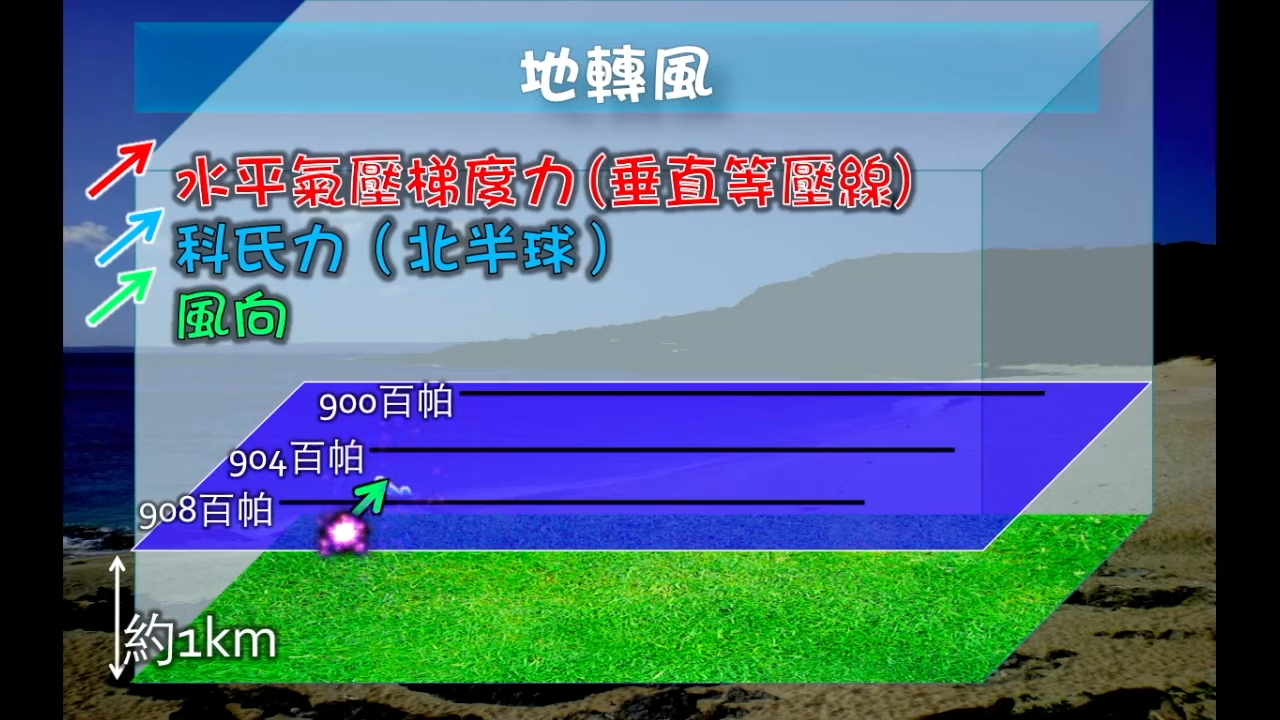 地轉風
水平氣壓梯度力(垂直等壓線)
科氏力（北半球）
風向
900百帕
904百帕
908百帕
約1km